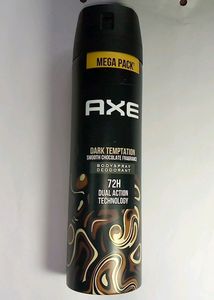 MEGA PACK*
AXE
DARK TEMPTATION
SMOOTH CHOCOLATE FRAGRANCE
BODYSPRAY
DEODORANT
72H
DUAL ACTION
TECHNOLOGY